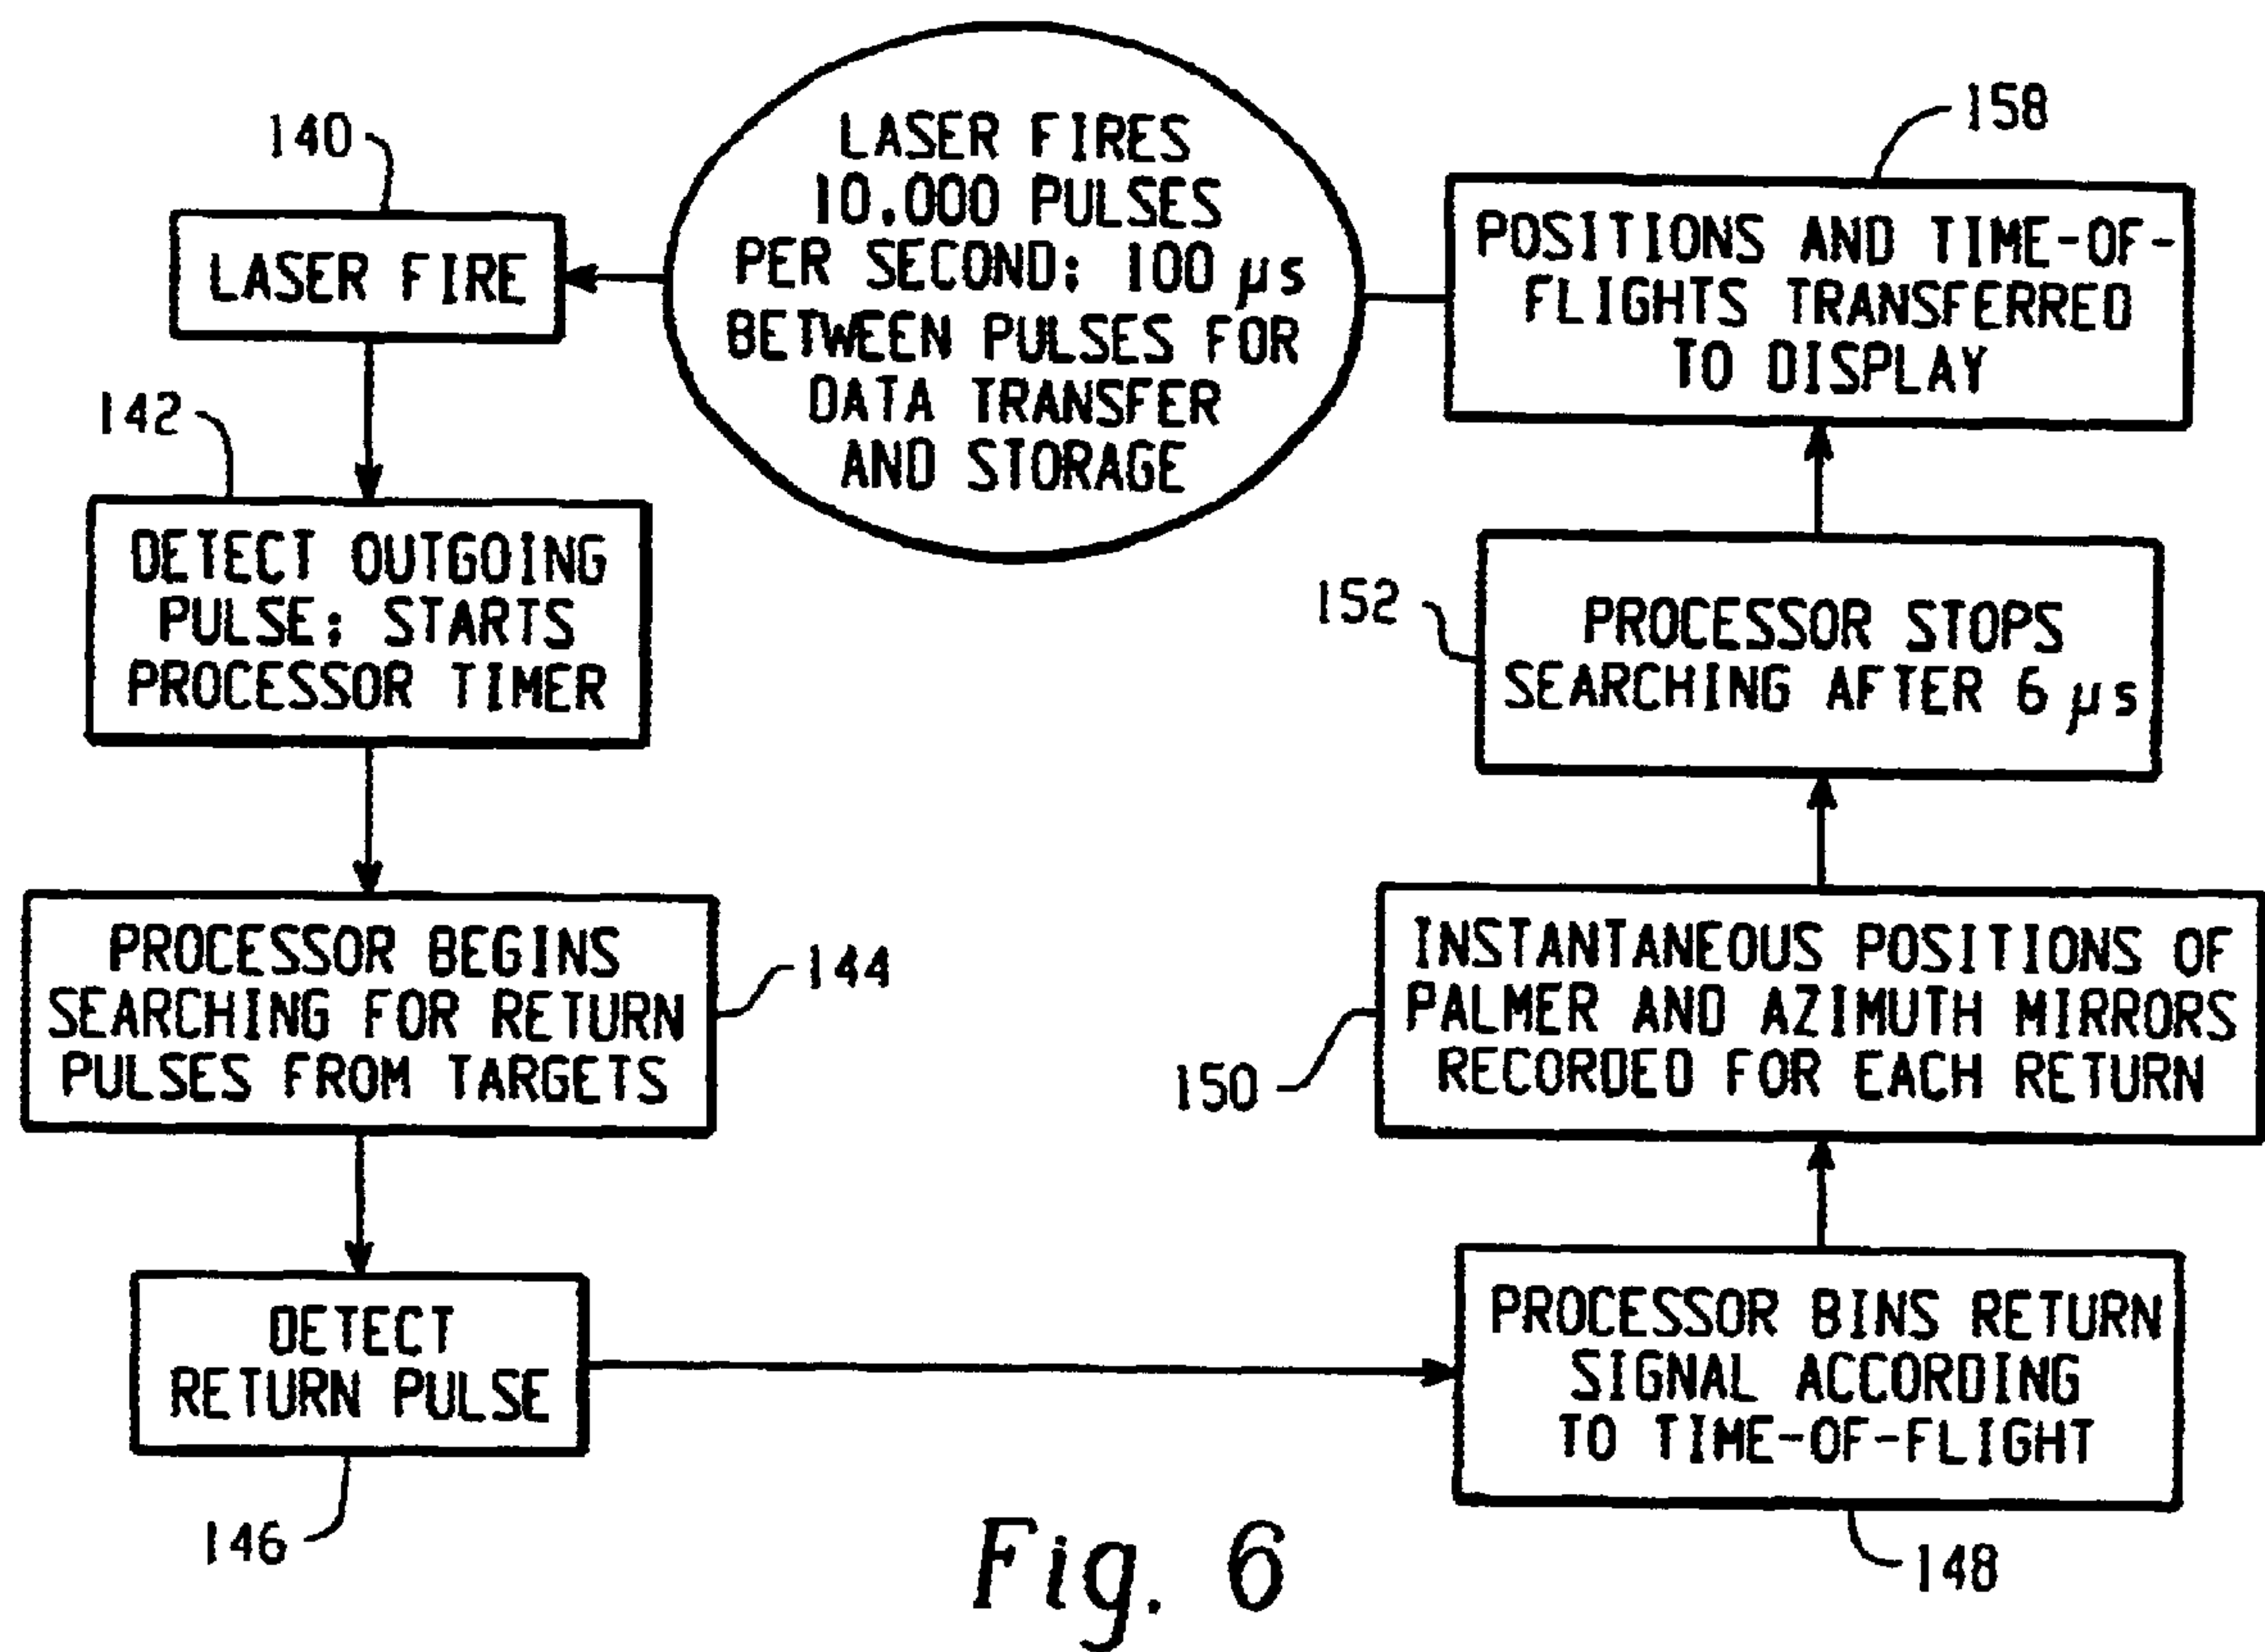 LASER FIRES
10,000 PULSES
PER SECOND; 100 µs
BETWEEN PULSES FOR
DATA TRANSFER
AND STORAGE
140
LASER FIRE
142
DETECT OUTGOING
PULSE; STARTS
PROCESSOR TIMER
PROCESSOR BEGINS
SEARCHING FOR RETURN
PULSES FROM TARGETS
144
DETECT
RETURN PULSE
146
PROCESSOR BINS RETURN
SIGNAL ACCORDING
TO TIME-OF-FLIGHT
148
INSTANTANEOUS POSITIONS OF
PALMER AND AZIMUTH MIRRORS
RECORDED FOR EACH RETURN
150
PROCESSOR STOPS
SEARCHING AFTER 6 µs
152
POSITIONS AND TIME-OF-
FLIGHTS TRANSFERRED
TO DISPLAY
158
Fig. 6